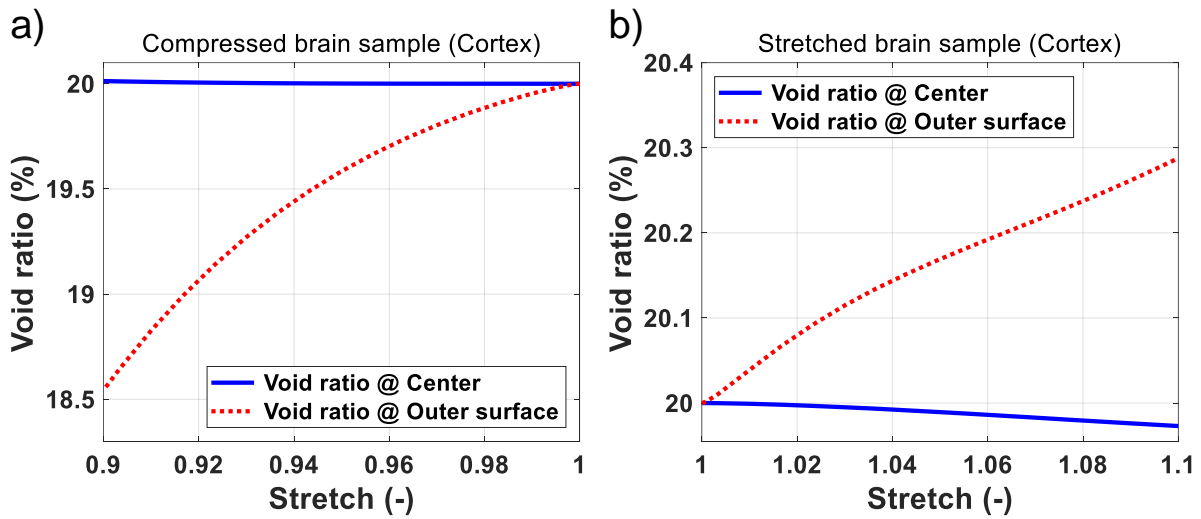 a)
Compressed brain sample (Cortex)
Void ratio (%)
20
19.5
19
18.5
Void ratio @ Center
Void ratio @ Outer surface
0.9 0.92 0.94 0.96 0.98 1
Stretch (-)
b)
Stretched brain sample (Cortex)
Void ratio (%)
20.4
20.3
20.2
20.1
20
Void ratio @ Center
Void ratio @ Outer surface
1 1.02 1.04 1.06 1.08 1.1
Stretch (-)